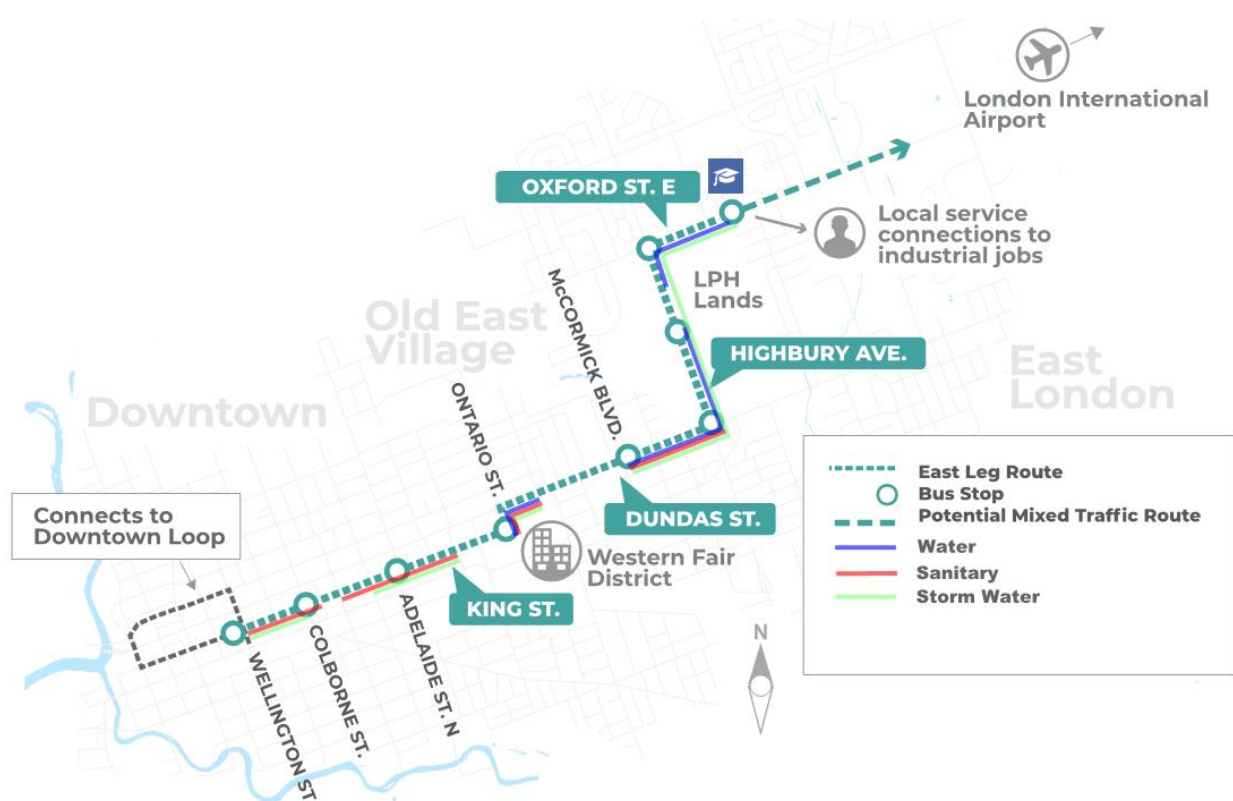 London International
Airport
OXFORD ST. E
Local service
connections to
industrial jobs
LPH
Lands
McCORMICK BLVD.
Old East
Village
HIGHBURY AVE.
East
London
Downtown
ONTARIO ST.
DUNDAS ST.
Connects to
Downtown Loop
Western Fair
District
KING ST.
ADELAIDE ST. N
COLBORNE ST.
WELLINGTON ST
N
East Leg Route
Bus Stop
Potential Mixed Traffic Route
Water
Sanitary
Storm Water